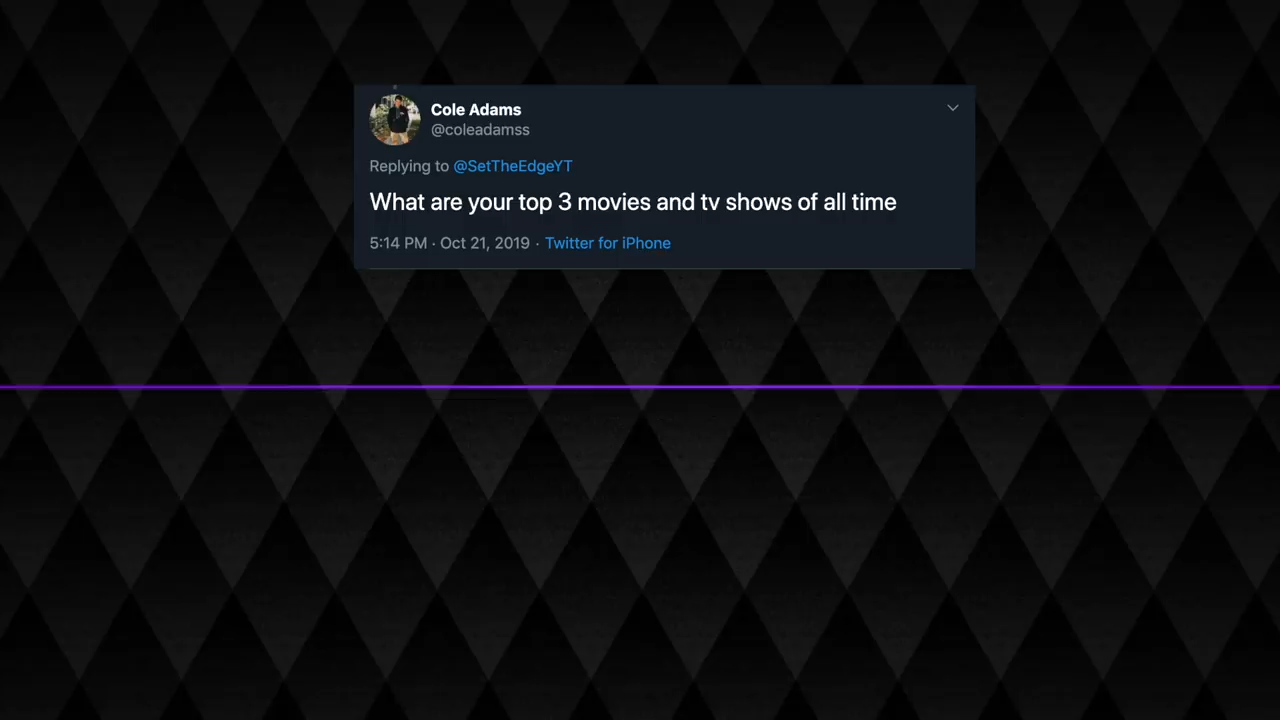 Cole Adams
@coleadamss
Replying to @SetTheEdgeYT
What are your top 3 movies and tv shows of all time
5:14 PM · Oct 21, 2019 · Twitter for iPhone